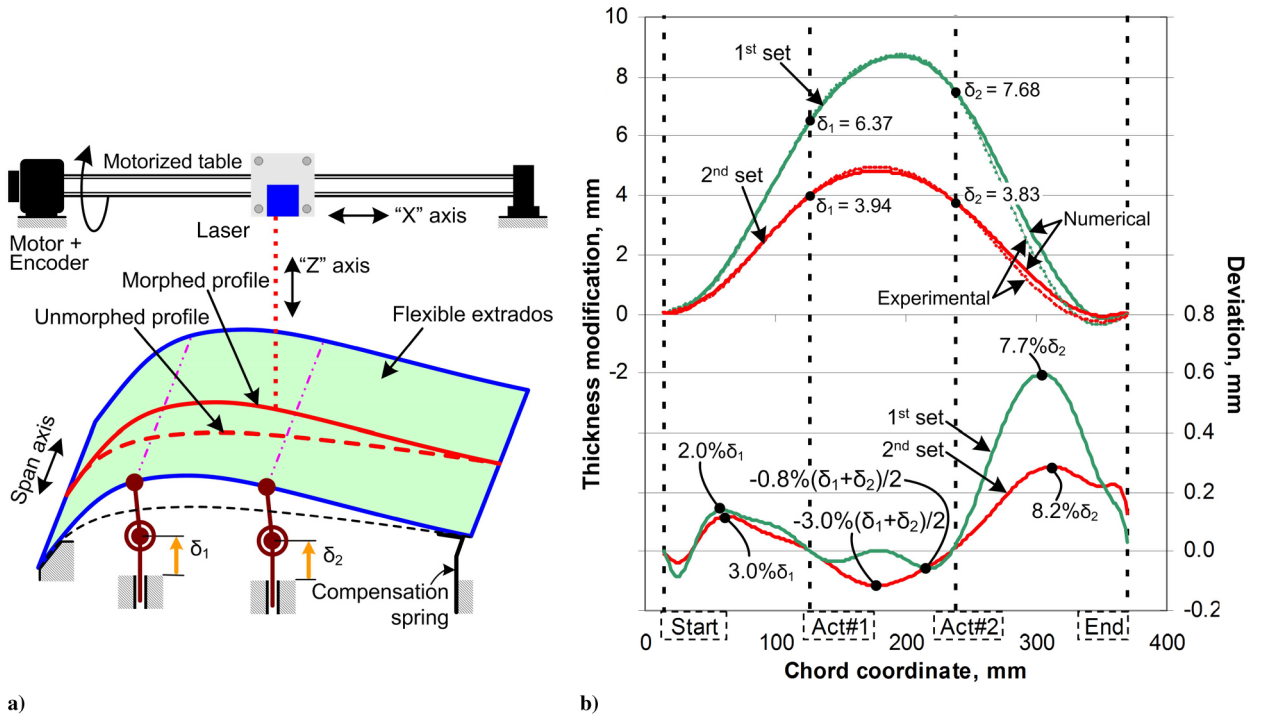 Motorized table
Laser
"X" axis
Motor +
Encoder
"Z" axis
Morphed profile
Unmorphed profile
Flexible extrados
Span axis
δ1
δ2
Compensation
spring
a)
Thickness modification, mm
10
8
6
4
2
0
-2
1st set
δ2 = 7.68
δ1 = 6.37
2nd set
δ2 = 3.83
δ1 = 3.94
Numerical
Experimental
Deviation, mm
0.8
0.6
0.4
0.2
0.0
-0.2
7.7%δ2
1st set
2nd set
2.0%δ1
-0.8%(δ1+δ2)/2
-3.0%(δ1+δ2)/2
8.2%δ2
3.0%δ1
Start
Act#1
Act#2
End
0
100
200
300
400
Chord coordinate, mm
b)